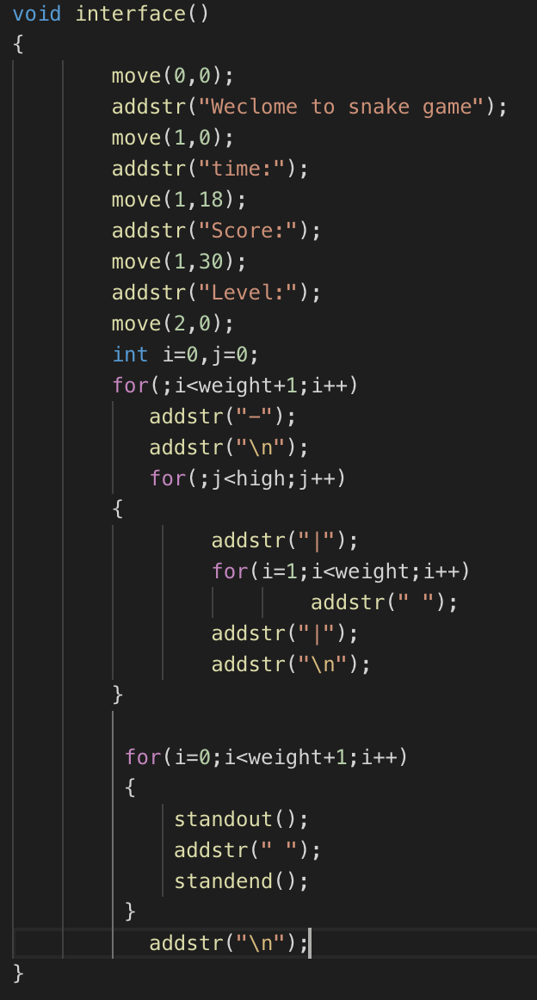 void interface()
{
move(0,0);
addstr("Weclome to snake game");
move(1,0);
addstr("time:");
move(1,18);
addstr("Score:");
move(1,30);
addstr("Level:");
move(2,0);
int i=0,j=0;
for(;i<weight+1;i++)
addstr("−");
addstr("\n");
for(;j<high;j++)
{
addstr("|");
for(i=1;i<weight;i++)
addstr(" ");
addstr("|");
addstr("\n");
}
for(i=0;i<weight+1;i++)
{
standout();
addstr(" ");
standend();
}
addstr("\n");
}